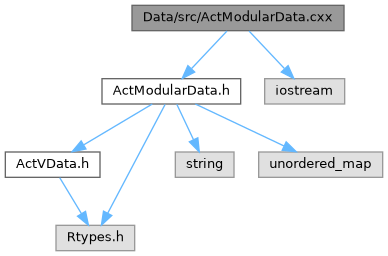 Data/src/ActModularData.cxx
ActModularData.h
iostream
ActVData.h
string
unordered_map
Rtypes.h